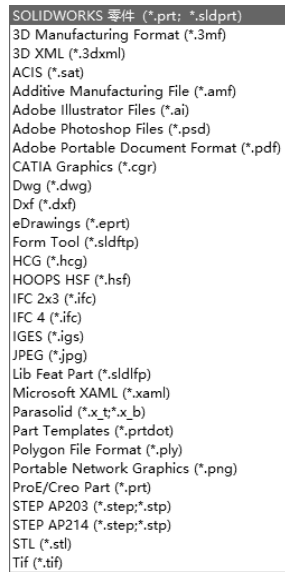 SOLIDWORKS 零件 (*.prt; *.sldprt)
3D Manufacturing Format (*.3mf)
3D XML (*.3dxml)
ACIS (*.sat)
Additive Manufacturing File (*.amf)
Adobe Illustrator Files (*.ai)
Adobe Photoshop Files (*.psd)
Adobe Portable Document Format (*.pdf)
CATIA Graphics (*.cgr)
Dwg (*.dwg)
Dxf (*.dxf)
eDrawings (*.eprt)
Form Tool (*.sldftp)
HCG (*.hcg)
HOOPS HSF (*.hsf)
IFC 2x3 (*.ifc)
IFC 4 (*.ifc)
IGES (*.igs)
JPEG (*.jpg)
Lib Feat Part (*.sldlfp)
Microsoft XAML (*.xaml)
Parasolid (*.x_t;*.x_b)
Part Templates (*.prtdot)
Polygon File Format (*.ply)
Portable Network Graphics (*.png)
ProE/Creo Part (*.prt)
STEP AP203 (*.step;*.stp)
STEP AP214 (*.step;*.stp)
STL (*.stl)
Tif (*.tif)